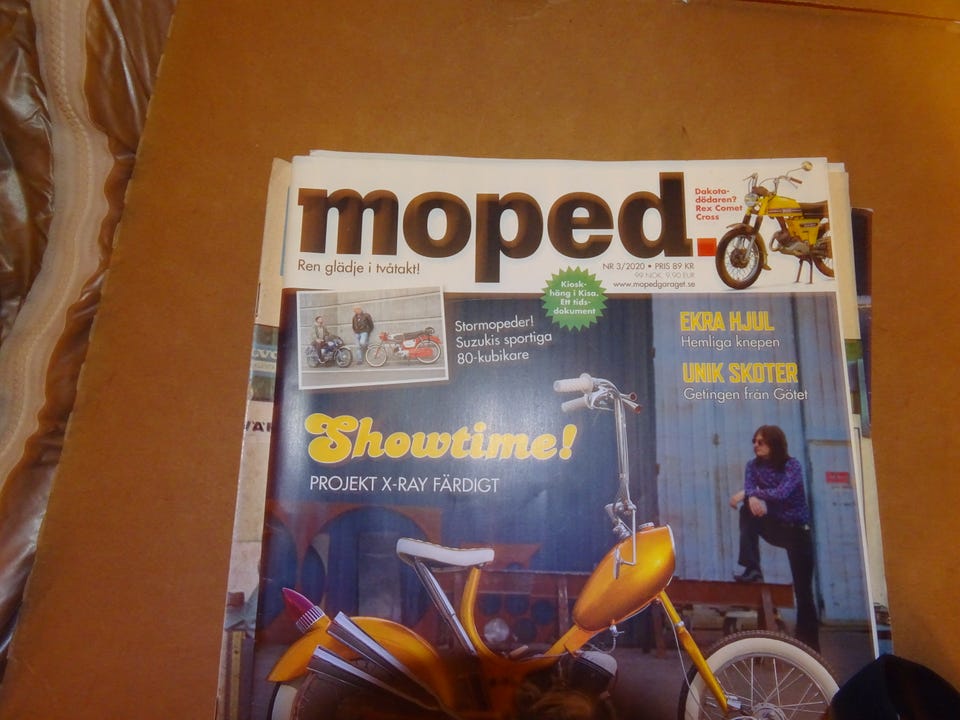 moped.
Ren glädje i tvåtakt!
Dakota-
dödaren?
Rex Comet
Cross
NR 3/2020 • PRIS 89 KR
99 NOK 9,90 EUR
www.mopedgaraget.se
Kiosk-
häng i Kisa.
Ett tids-
dokument
Stormopeder!
Suzukis sportiga
80-kubikare
EKRA HJUL
Hemliga knepen
UNIK SKOTER
Getingen från Götet
Showtime!
PROJEKT X-RAY FÄRDIGT